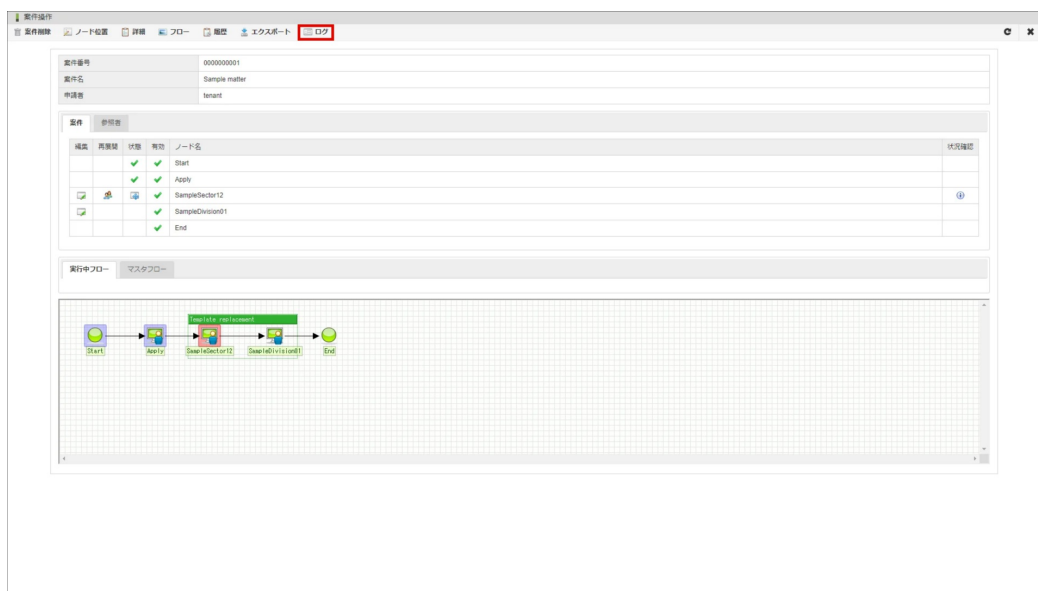 案件操作
案件削除 ノード位置 詳細 フロー 履歴 エクスポート ログ
案件番号 0000000001
案件名 Sample matter
申請者 tenant
案件 参照者
編集 再展開 状態 有効 ノード名 状況確認
Start
Apply
SampleSector12
SampleDivision01
End
実行中フロー マスタフロー
Template replacement
Start Apply SampleSector12 SampleDivision01 End